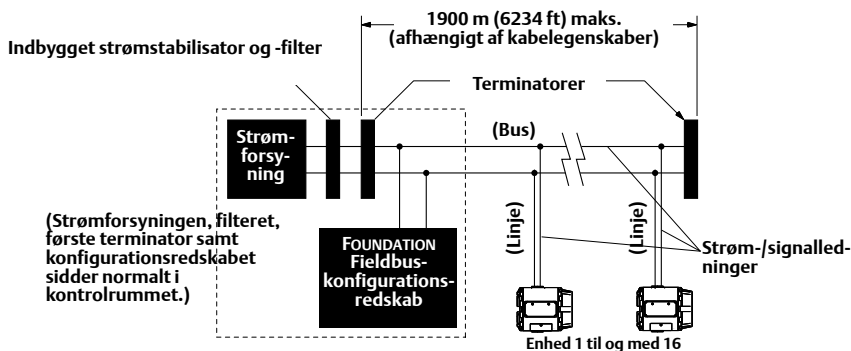 1900 m (6234 ft) maks.
(afhængigt af kabelegenskaber)
Indbygget strømstabilisator og -filter
Terminatorer
Strøm-
forsy-
ning
(Bus)
(Strømforsyningen, filteret,
første terminator samt
konfigurationsredskabet
sidder normalt i
kontrolrummet.)
FOUNDATION
Fieldbus-
konfigurations-
redskab
(Linje)
(Linje)
Strøm-/signalled-
ninger
Enhed 1 til og med 16